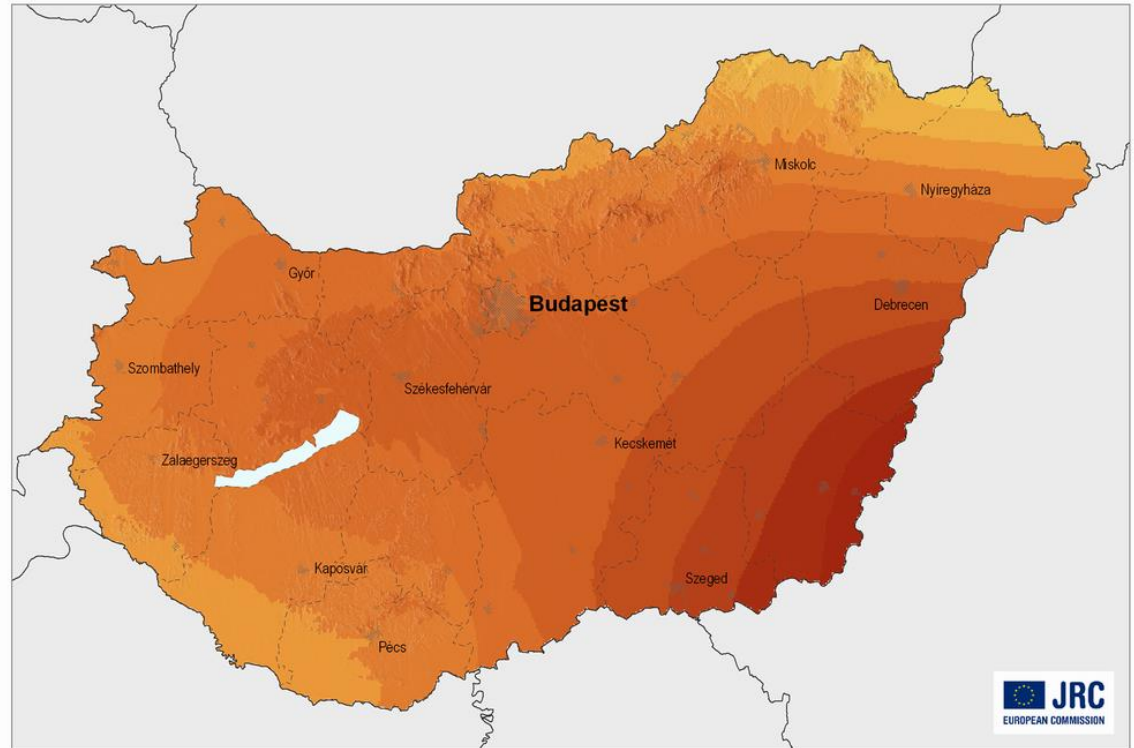 Miskolc
Nyíregyháza
Győr
Budapest
Debrecen
Szombathely
Székesfehérvár
Kecskemét
Zalaegerszeg
Kaposvár
Szeged
Pécs
JRC
EUROPEAN COMMISSION